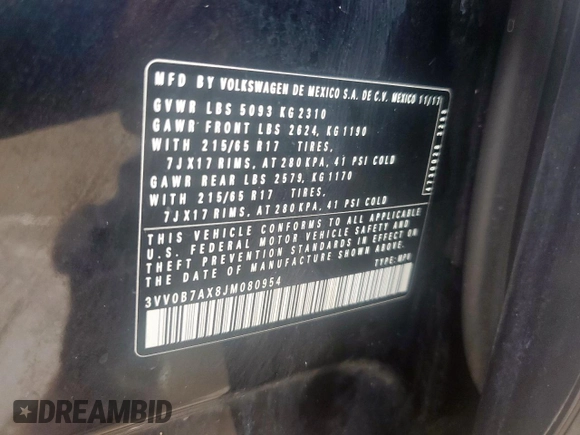 MFD BY VOLKSWAGEN DE MEXICO S.A. DE C.V. MEXICO 11/17
GVWR LBS 5093 KG 2310
GAWR FRONT LBS 2624, KG 1190
WITH 215/65 R17 TIRES,
7JX17 RIMS, AT 280 KPA, 41 PSI COLD
GAWR REAR LBS 2579, KG 1170
WITH 215/65 R17 TIRES,
7JX17 RIMS, AT 280 KPA, 41 PSI COLD
THIS VEHICLE CONFORMS TO ALL APPLICABLE
U.S. FEDERAL MOTOR VEHICLE SAFETY AND
THEFT PREVENTION STANDARDS IN EFFECT ON
THE DATE OF MANUFACTURE SHOWN ABOVE.
TYPE: MPV
3VV0B7AX8JM080954
DREAMBID